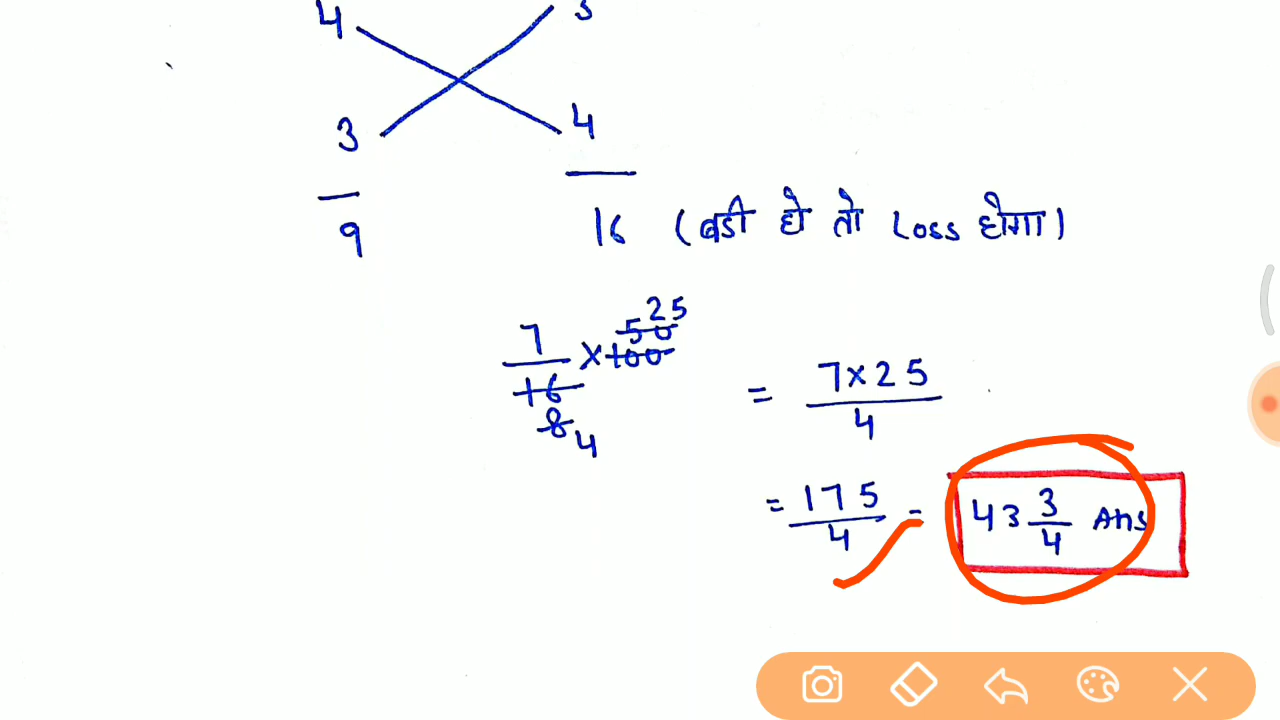 4 3
3 4
9 16 (बडी हो तो Loss होगा)
7/16 × 100 50 25
8 4
= 7×25/4
= 175/4 = 43 3/4 Ans